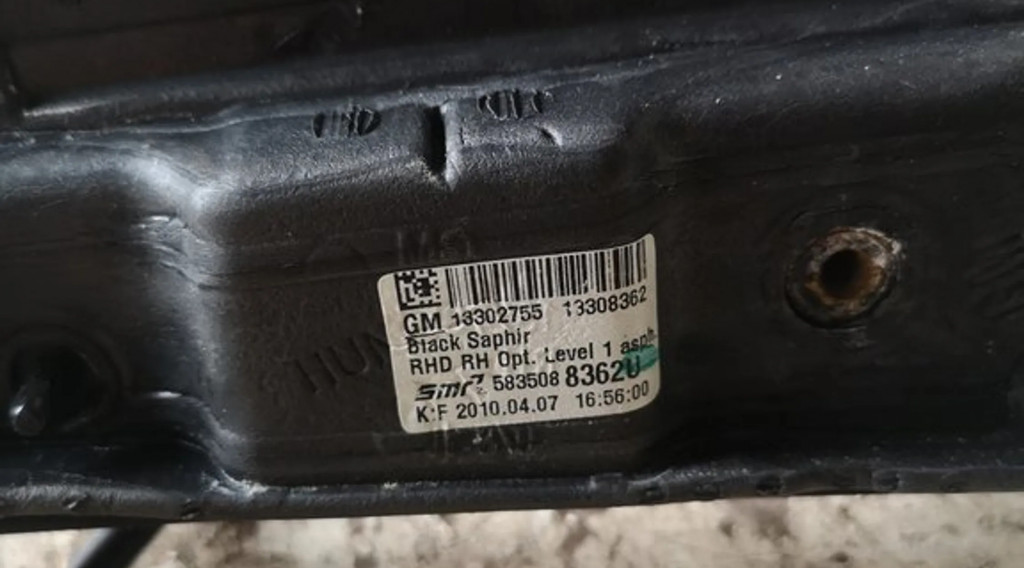 GM 13302755 13308362
Black Saphir
RHD RH Opt. Level 1 asph
smr 583508 8362U
K:F 2010.04.07 16:56:00